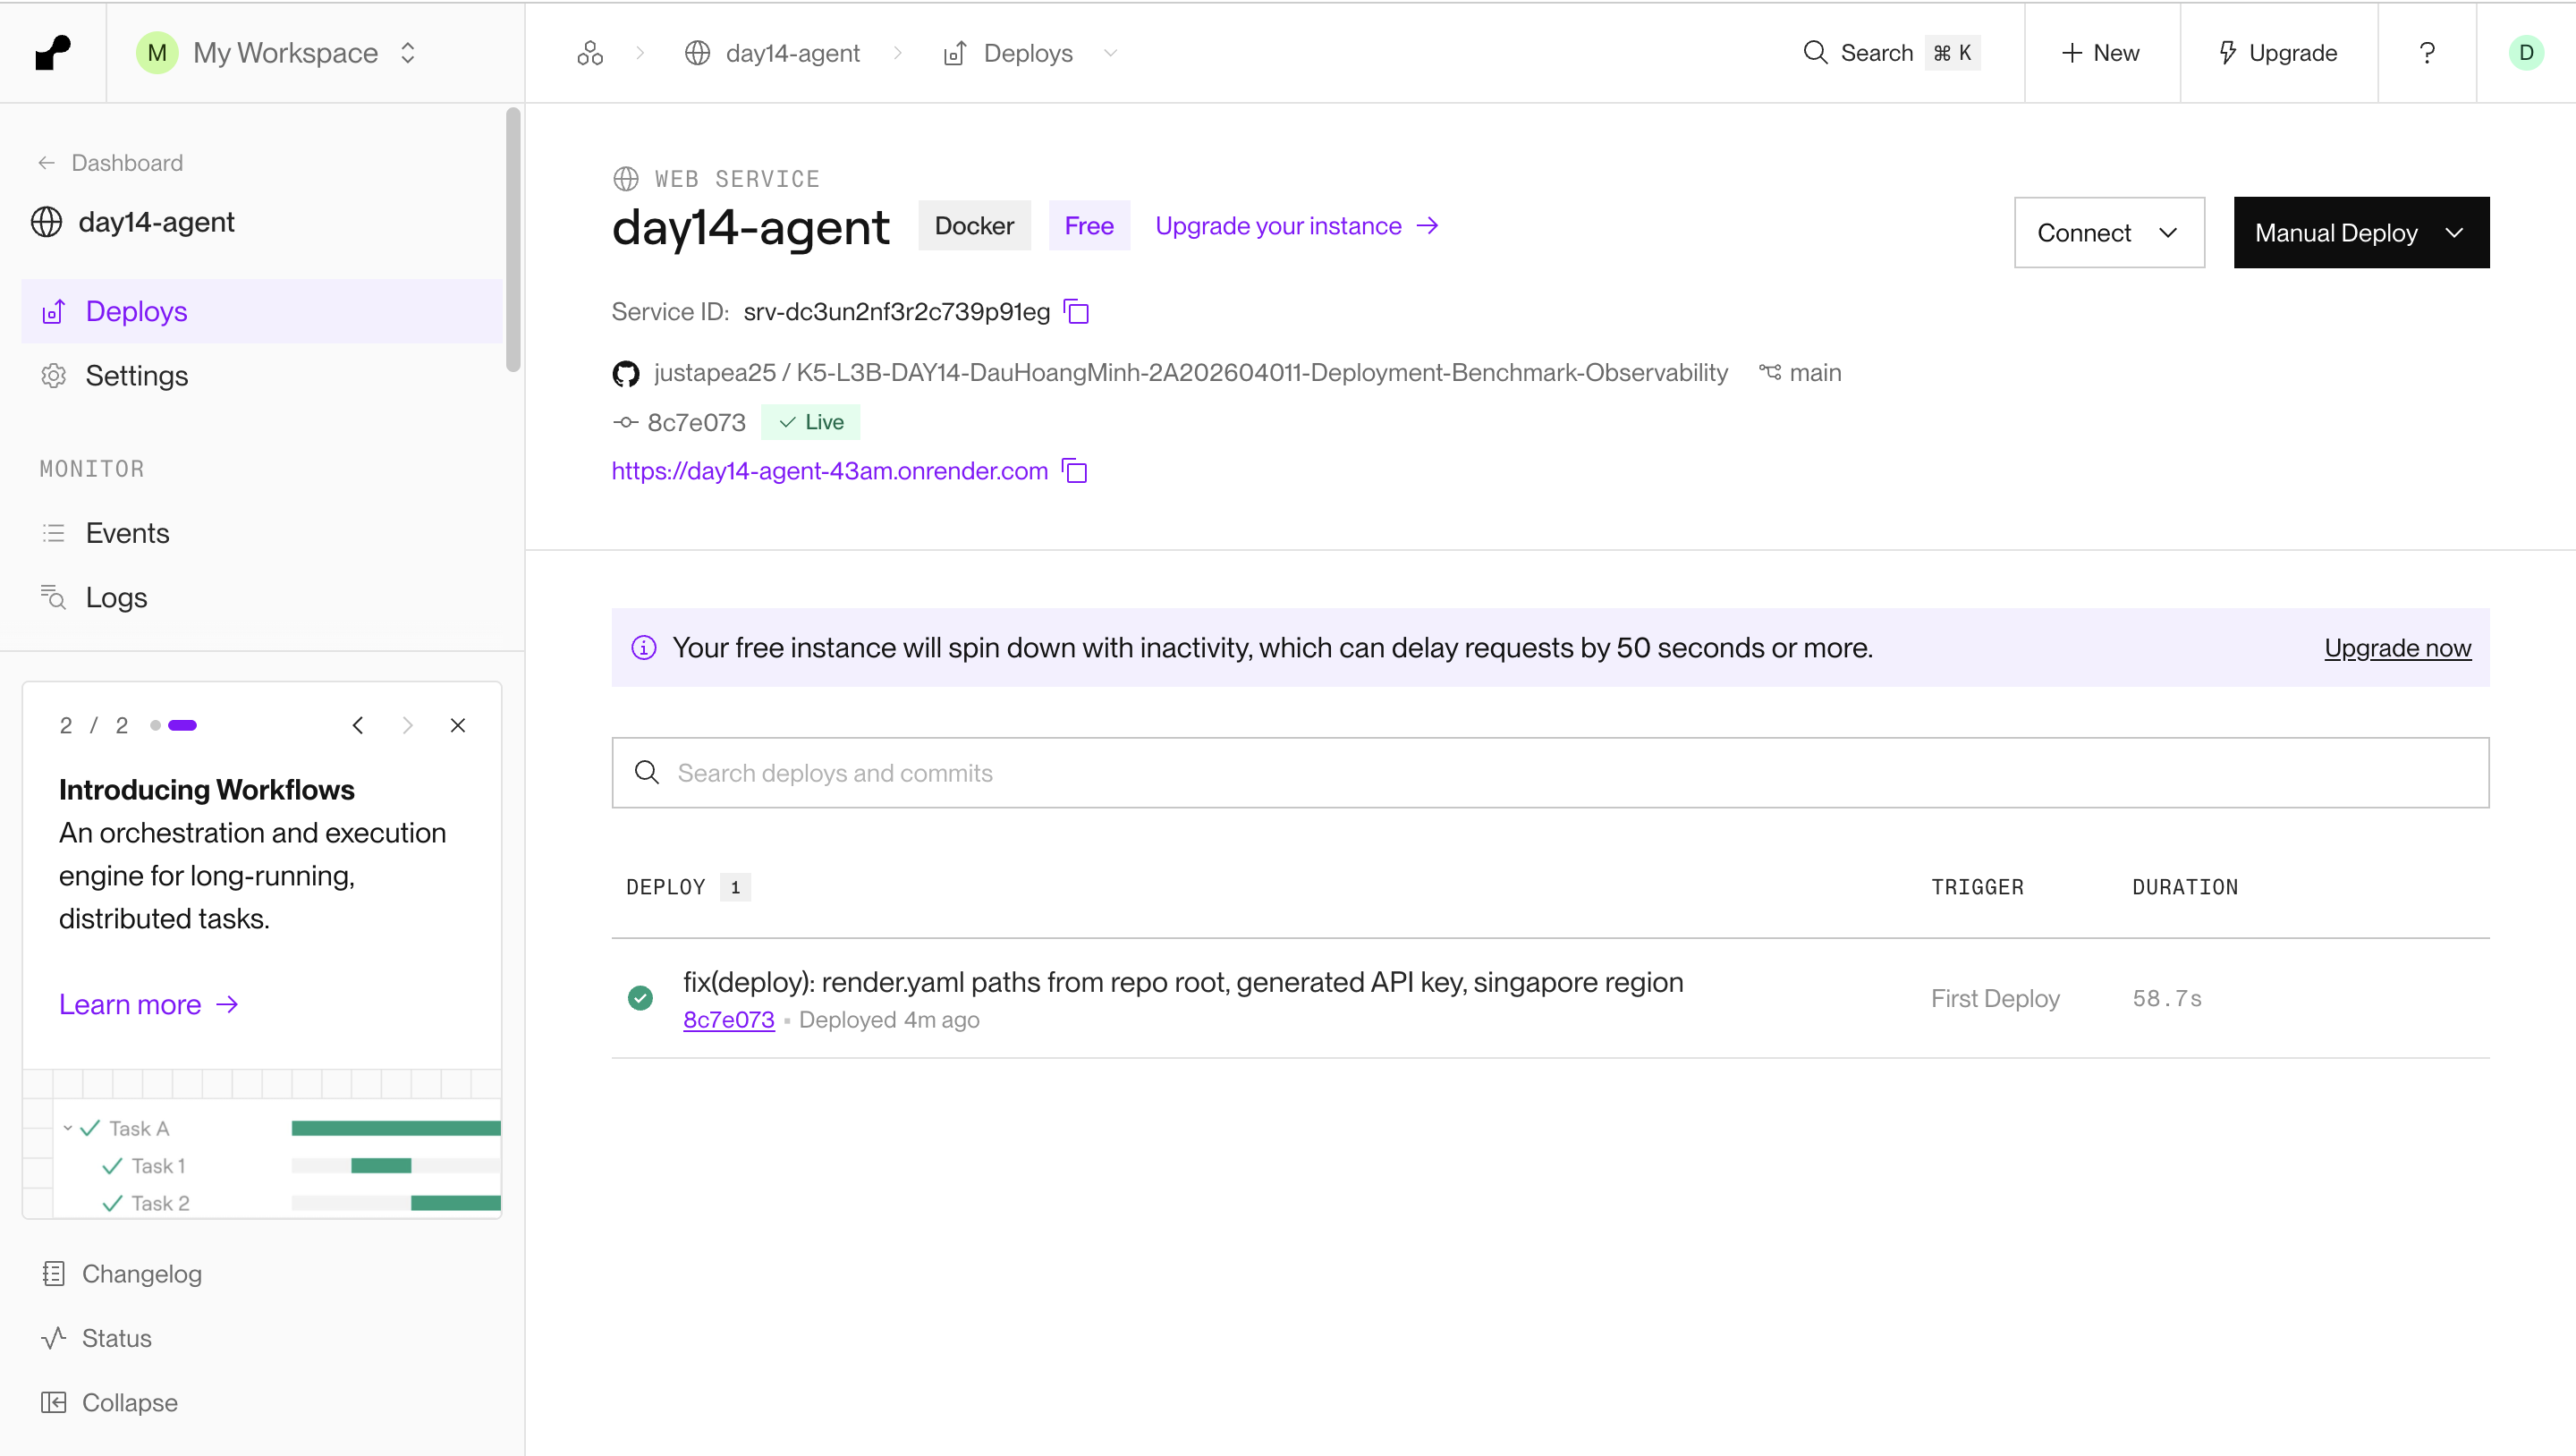 M My Workspace
day14-agent
Deploys
Search ⌘ K
+ New
Upgrade
?
D
← Dashboard
day14-agent
Deploys
Settings
MONITOR
Events
Logs
2 / 2
Introducing Workflows
An orchestration and execution
engine for long-running,
distributed tasks.
Learn more →
Task A
Task 1
Task 2
Changelog
Status
Collapse
WEB SERVICE
day14-agent Docker Free Upgrade your instance →
Connect
Manual Deploy
Service ID: srv-dc3un2nf3r2c739p91eg
justapea25 / K5-L3B-DAY14-DauHoangMinh-2A202604011-Deployment-Benchmark-Observability main
8c7e073 Live
https://day14-agent-43am.onrender.com
Your free instance will spin down with inactivity, which can delay requests by 50 seconds or more. Upgrade now
Search deploys and commits
DEPLOY 1 TRIGGER DURATION
fix(deploy): render.yaml paths from repo root, generated API key, singapore region
8c7e073 ▪ Deployed 4m ago
First Deploy 58.7s